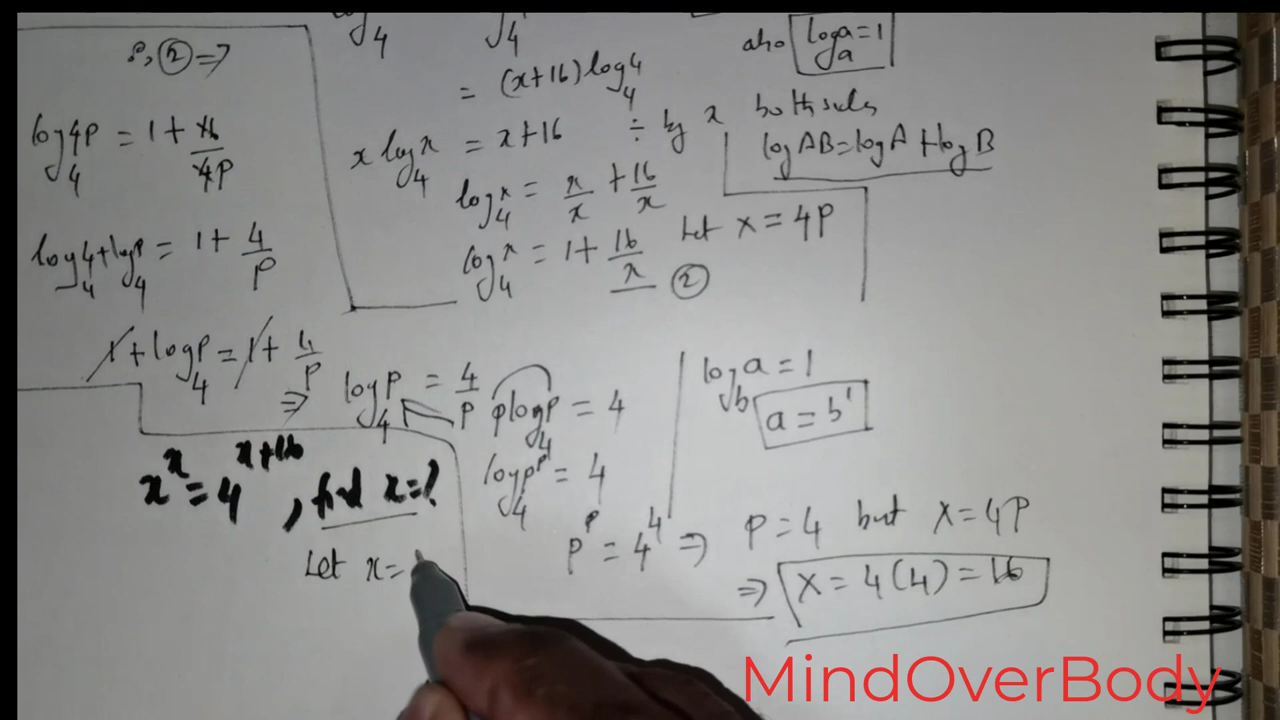 also log_a a = 1
= (x+16) log_4 4
x log_4 x = x+16 ÷ by x both sides
log AB = log A + log B
log_4 x = x/x + 16/x
log_4 x = 1 + 16/x ② Let x = 4P
②⇒
log_4 4P = 1 + 16/4P
log_4 4 + log_4 P = 1 + 4/P
1 + log_4 P = 1 + 4/P
⇒ log_4 P = 4/P
P log_4 P = 4
log_4 P^P = 4
P^P = 4^4 ⇒ P = 4 but x = 4P
⇒ x = 4(4) = 16
log_b a = 1
a = b^1
x^x = 4^(x+16), find x=?
Let x=
MindOverBody